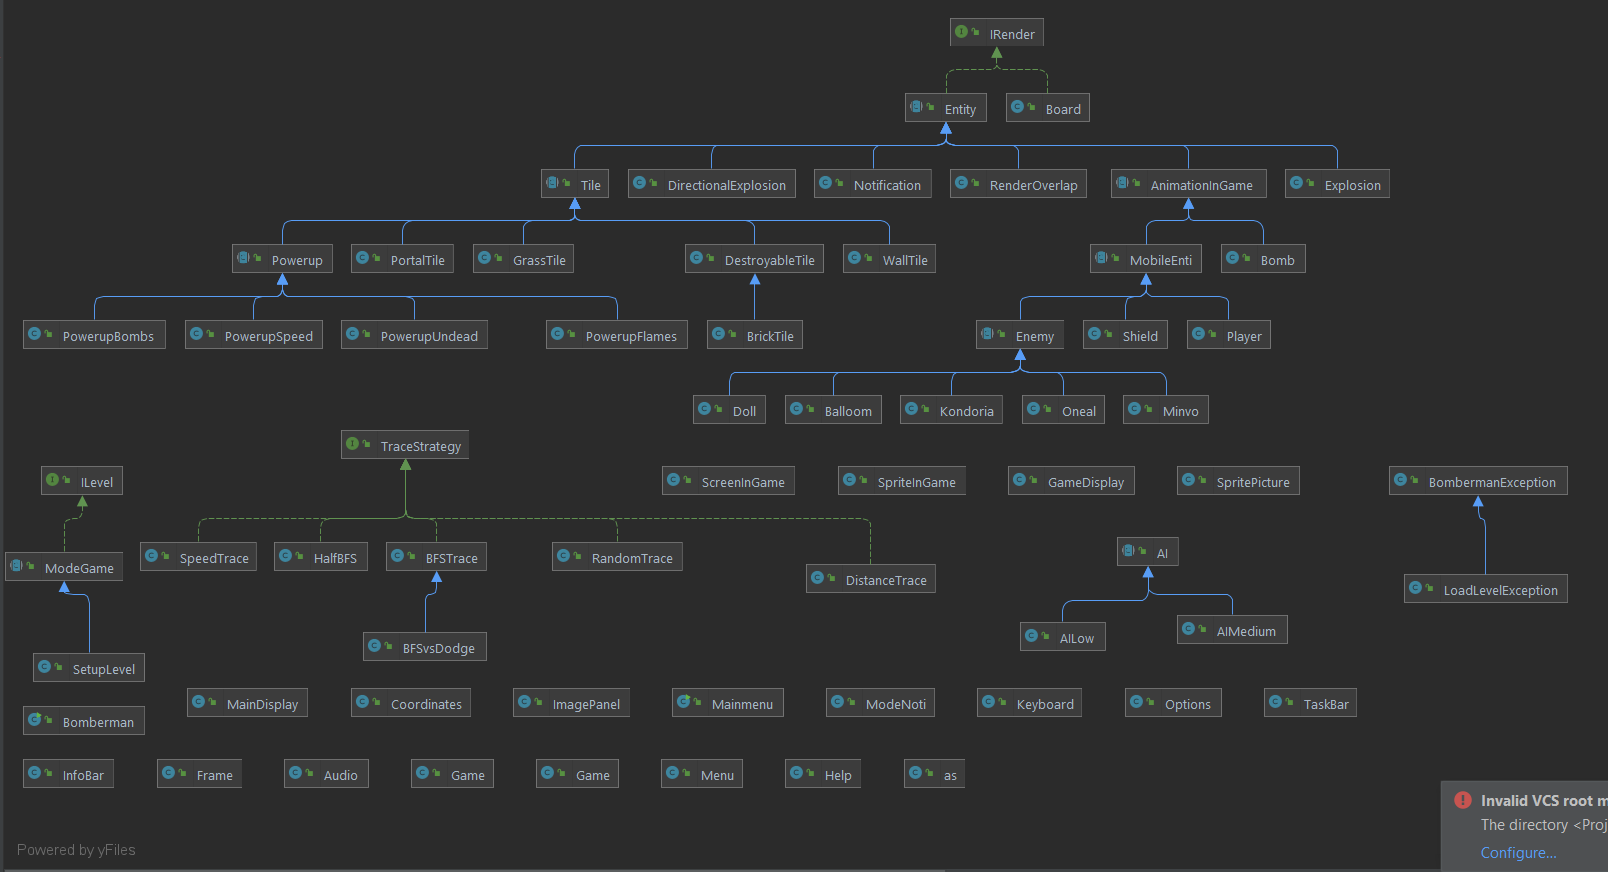 IRender
Entity
Board
Tile
DirectionalExplosion
Notification
RenderOverlap
AnimationInGame
Explosion
Powerup
PortalTile
GrassTile
DestroyableTile
WallTile
MobileEnti
Bomb
PowerupBombs
PowerupSpeed
PowerupUndead
PowerupFlames
BrickTile
Enemy
Shield
Player
Doll
Balloom
Kondoria
Oneal
Minvo
TraceStrategy
ILevel
ScreenInGame
SpriteInGame
GameDisplay
SpritePicture
BombermanException
ModeGame
SpeedTrace
HalfBFS
BFSTrace
RandomTrace
DistanceTrace
AI
LoadLevelException
SetupLevel
BFSvsDodge
AILow
AIMedium
MainDisplay
Coordinates
ImagePanel
Mainmenu
ModeNoti
Keyboard
Options
TaskBar
Bomberman
InfoBar
Frame
Audio
Game
Game
Menu
Help
as
Invalid VCS root m
The directory <Proj
Configure...
Powered by yFiles